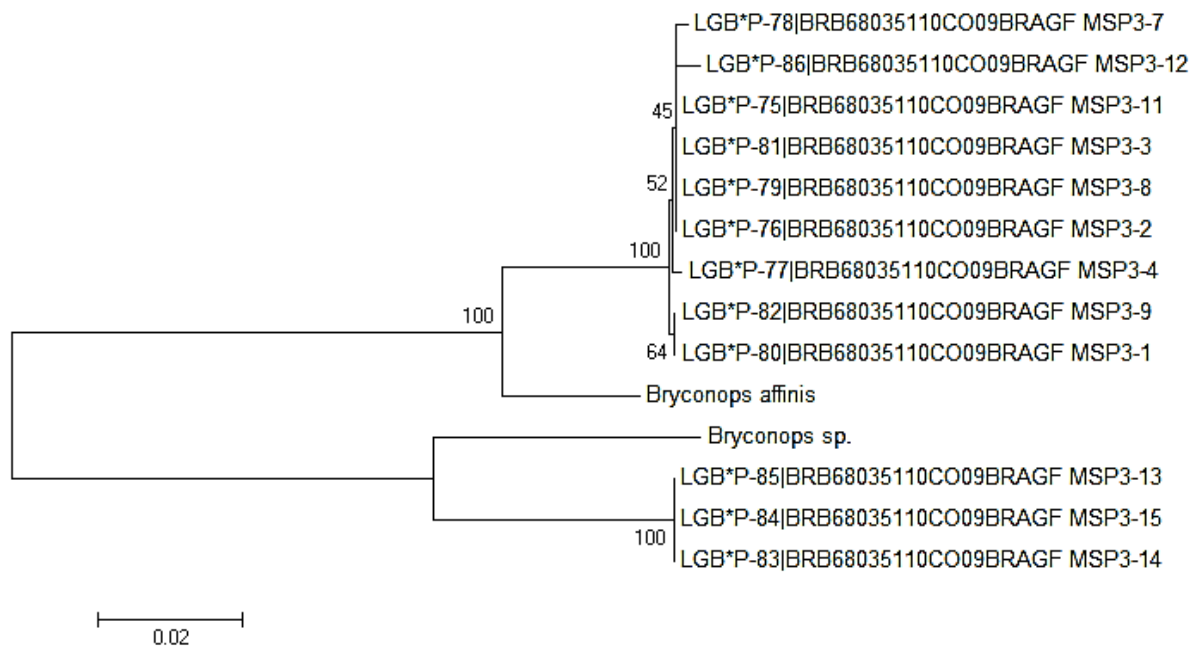 LGB*P-78|BRB68035110CO09BRAGF MSP3-7
LGB*P-86|BRB68035110CO09BRAGF MSP3-12
LGB*P-75|BRB68035110CO09BRAGF MSP3-11
45
LGB*P-81|BRB68035110CO09BRAGF MSP3-3
LGB*P-79|BRB68035110CO09BRAGF MSP3-8
52
LGB*P-76|BRB68035110CO09BRAGF MSP3-2
100
LGB*P-77|BRB68035110CO09BRAGF MSP3-4
LGB*P-82|BRB68035110CO09BRAGF MSP3-9
100
LGB*P-80|BRB68035110CO09BRAGF MSP3-1
64
Bryconops affinis
Bryconops sp.
LGB*P-85|BRB68035110CO09BRAGF MSP3-13
LGB*P-84|BRB68035110CO09BRAGF MSP3-15
100
LGB*P-83|BRB68035110CO09BRAGF MSP3-14
0.02